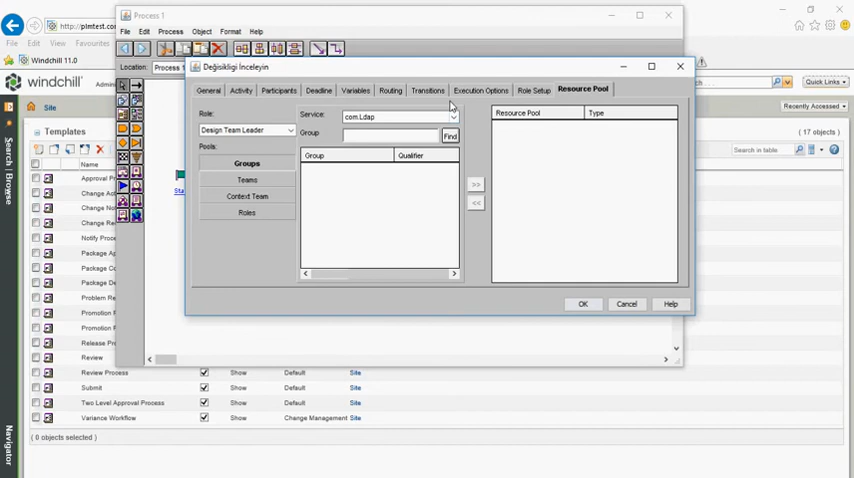 Process 1
http://plmtest.c
File Edit View Favourites
Windchill 11.0
windchill
Quick Links
Site
Recently Accessed
Search | Browse
Navigator
Templates
( 17 objects )
Search in table
Name
Approval Pr
Change Act
Change No
Change Re
Notify Proce
Package Ap
Package Co
Package De
Problem Re
Promotion
Promotion F
Release Pro
Review
Review Process Show Default Site
Submit Show Default Site
Two Level Approval Process Show Default Site
Variance Workflow Show Change Management Site
( 0 objects selected )
File Edit Process Object Format Help
Location: Process 1
Sta
Değisikligi İnceleyin
General Activity Participants Deadline Variables Routing Transitions Execution Options Role Setup Resource Pool
Role:
Design Team Leader
Pools:
Groups
Teams
Context Team
Roles
Service: com.Ldap
Group Find
Group Qualifier
>>
<<
Resource Pool Type
OK Cancel Help